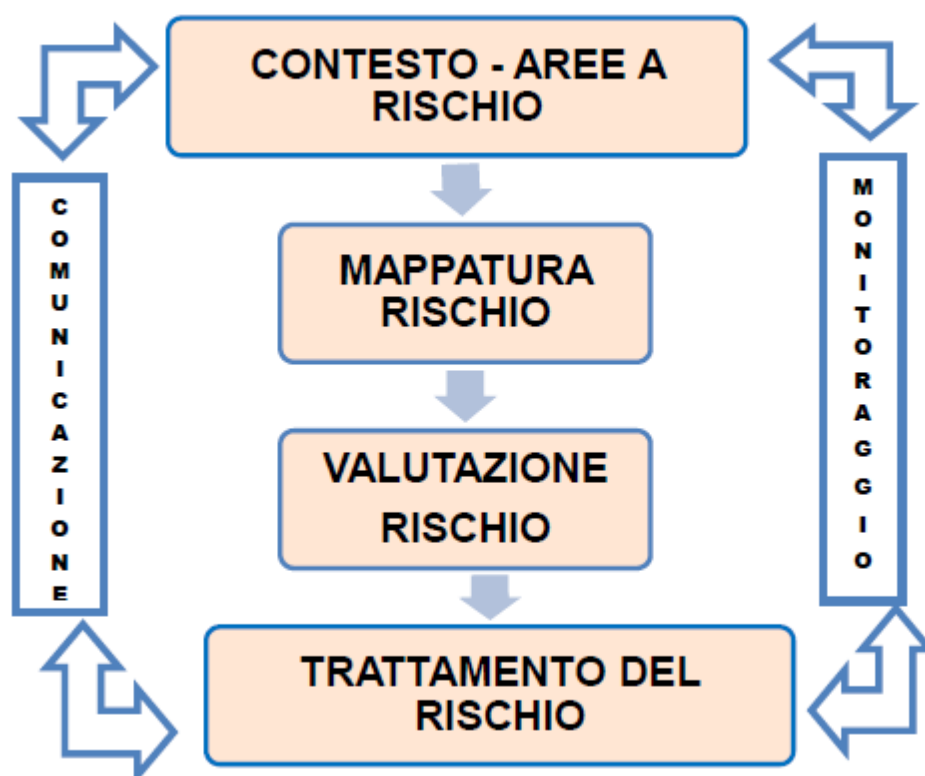 CONTESTO - AREE A
RISCHIO
COMUNICAZIONE
MONITORAGGIO
MAPPATURA
RISCHIO
VALUTAZIONE
RISCHIO
TRATTAMENTO DEL
RISCHIO